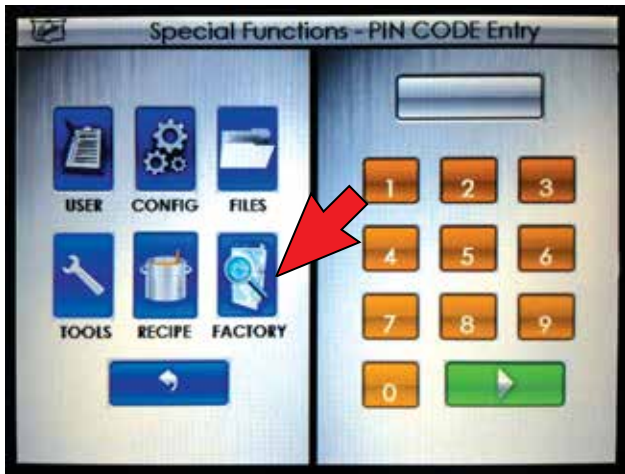 Special Functions - PIN CODE Entry
USER CONFIG FILES
TOOLS RECIPE FACTORY
1 2 3
4 5 6
7 8 9
0